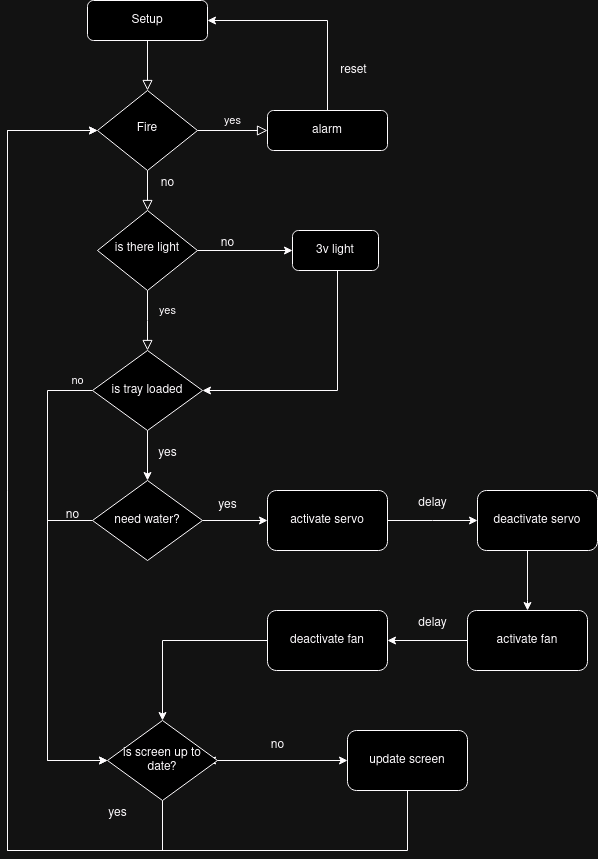 Setup
reset
Fire
yes
alarm
no
is there light
no
3v light
yes
no
is tray loaded
yes
no
need water?
yes
activate servo
delay
deactivate servo
deactivate fan
delay
activate fan
is screen up to
date?
no
update screen
yes